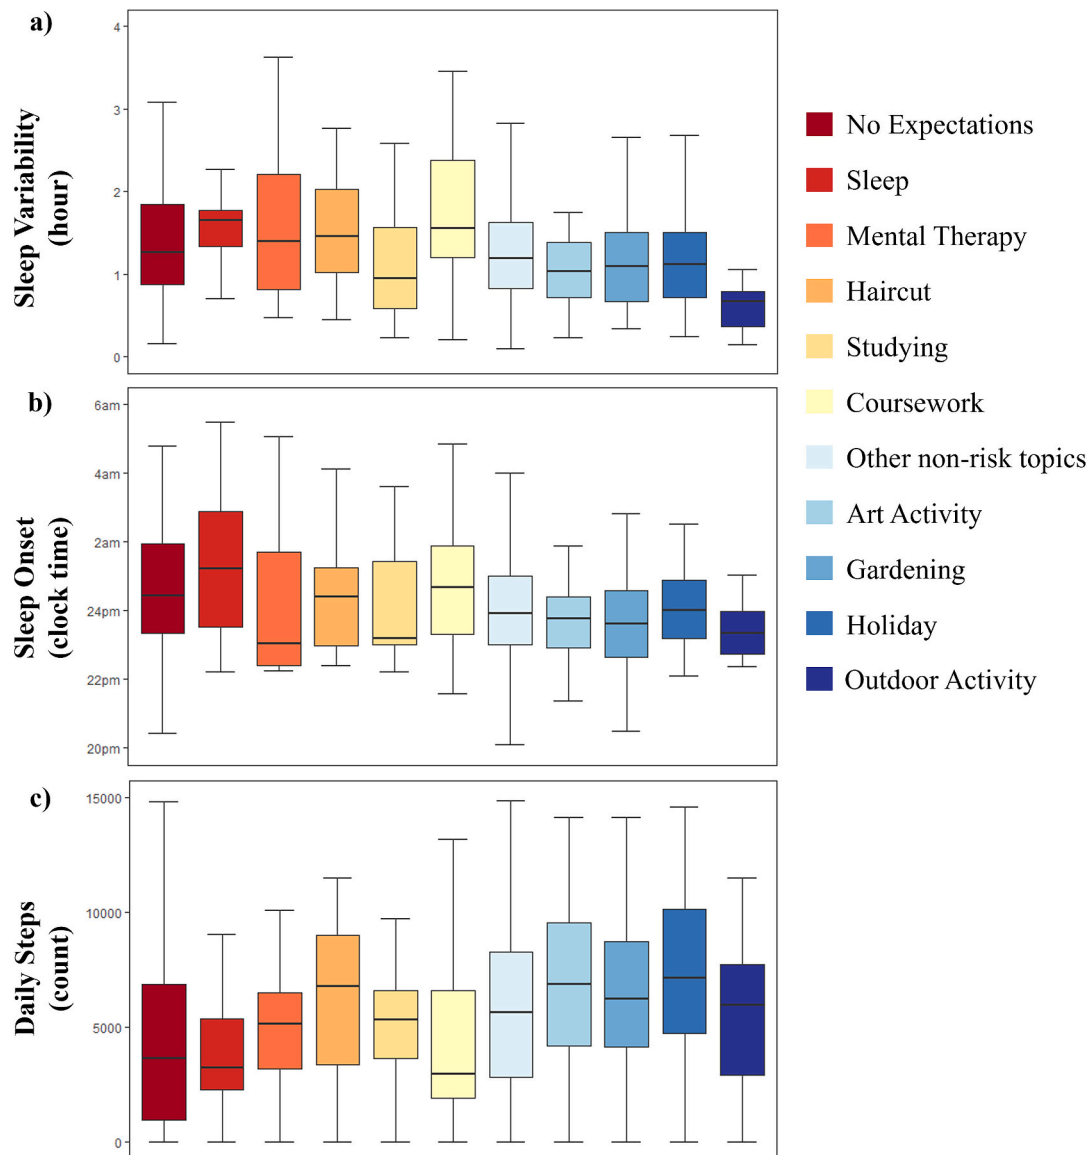 a)
4
3
2
1
0
Sleep Variability
(hour)
b)
6am
4am
2am
24pm
22pm
20pm
Sleep Onset
(clock time)
c)
15000
10000
5000
0
Daily Steps
(count)
No Expectations
Sleep
Mental Therapy
Haircut
Studying
Coursework
Other non-risk topics
Art Activity
Gardening
Holiday
Outdoor Activity